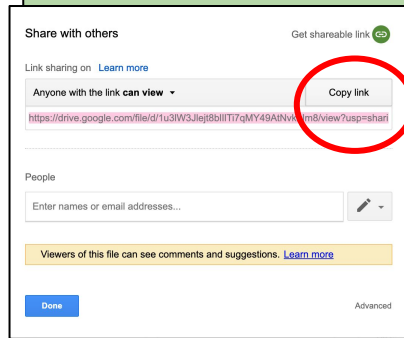 Share with others
Get shareable link
Link sharing on Learn more
Anyone with the link can view
Copy link
People
Enter names or email addresses...
Viewers of this file can see comments and suggestions. Learn more
Done
Advanced